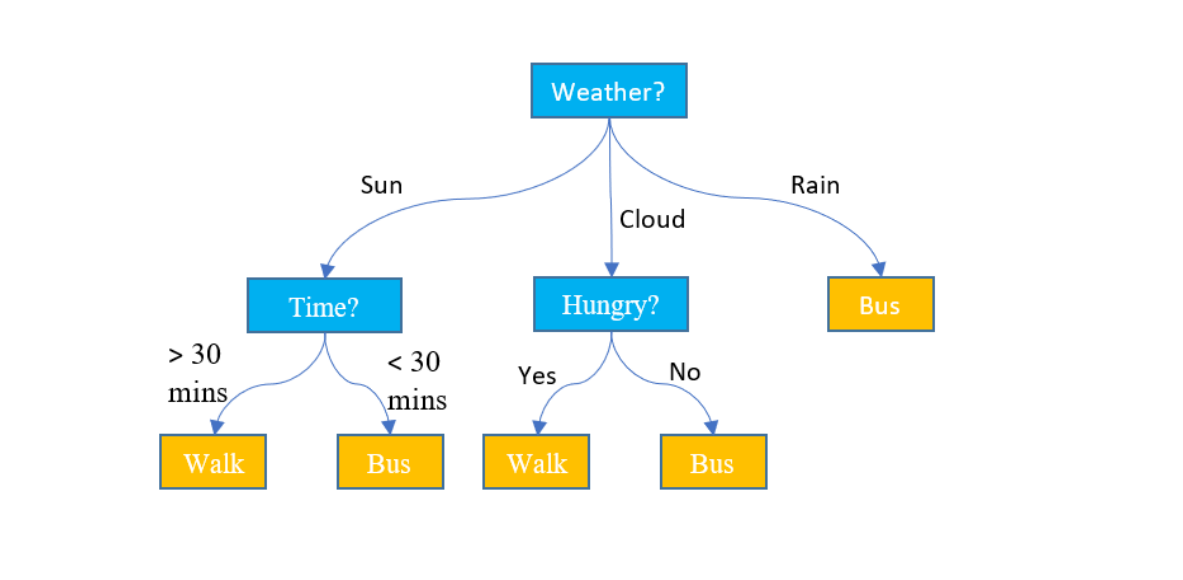 Weather?
Sun
Cloud
Rain
Time?
Hungry?
Bus
> 30
mins
< 30
mins
Yes
No
Walk
Bus
Walk
Bus